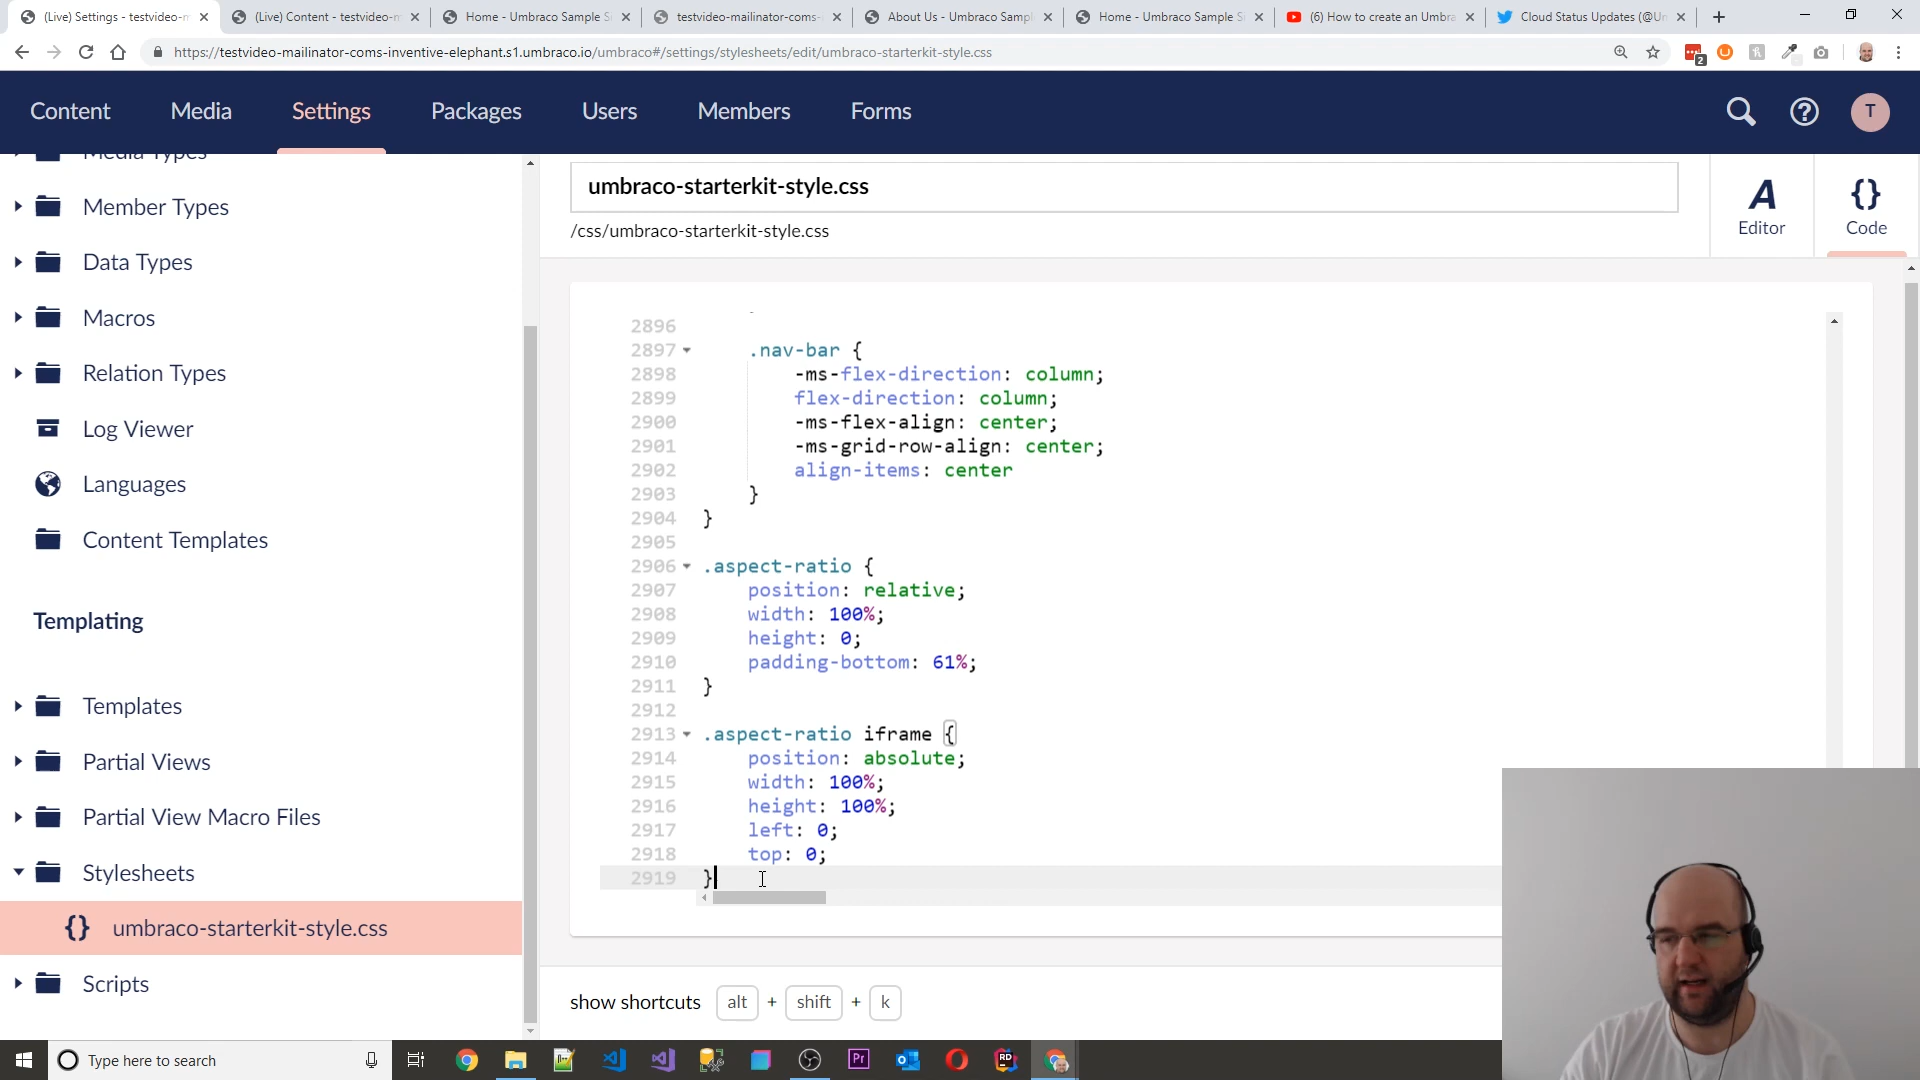 (Live) Settings - testvideo-m
(Live) Content - testvideo-m
Home - Umbraco Sample Si
testvideo-mailinator-coms-
About Us - Umbraco Sampl
Home - Umbraco Sample Si
(6) How to create an Umbra
Cloud Status Updates (@Um
https://testvideo-mailinator-coms-inventive-elephant.s1.umbraco.io/umbraco#/settings/stylesheets/edit/umbraco-starterkit-style.css
2
Content
Media
Settings
Packages
Users
Members
Forms
T
Media Types
Member Types
Data Types
Macros
Relation Types
Log Viewer
Languages
Content Templates
Templating
Templates
Partial Views
Partial View Macro Files
Stylesheets
{} umbraco-starterkit-style.css
Scripts
umbraco-starterkit-style.css
/css/umbraco-starterkit-style.css
A
Editor
{}
Code
2896
2897 .nav-bar {
2898 -ms-flex-direction: column;
2899 flex-direction: column;
2900 -ms-flex-align: center;
2901 -ms-grid-row-align: center;
2902 align-items: center
2903 }
2904 }
2905
2906 .aspect-ratio {
2907 position: relative;
2908 width: 100%;
2909 height: 0;
2910 padding-bottom: 61%;
2911 }
2912
2913 .aspect-ratio iframe {
2914 position: absolute;
2915 width: 100%;
2916 height: 100%;
2917 left: 0;
2918 top: 0;
2919 }
show shortcuts alt + shift + k
Type here to search
Pr
RD